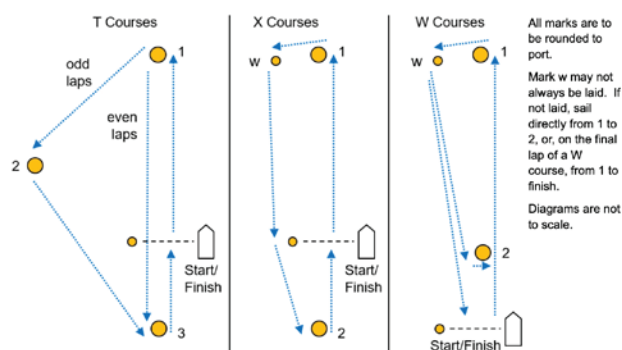 T Courses
1
odd
laps
even
laps
2
Start/
Finish
3
X Courses
1
w
Start/
Finish
2
W Courses
1
w
2
Start/Finish
All marks are to
be rounded to
port.
Mark w may not
always be laid. If
not laid, sail
directly from 1 to
2, or, on the final
lap of a W
course, from 1 to
finish.
Diagrams are not
to scale.